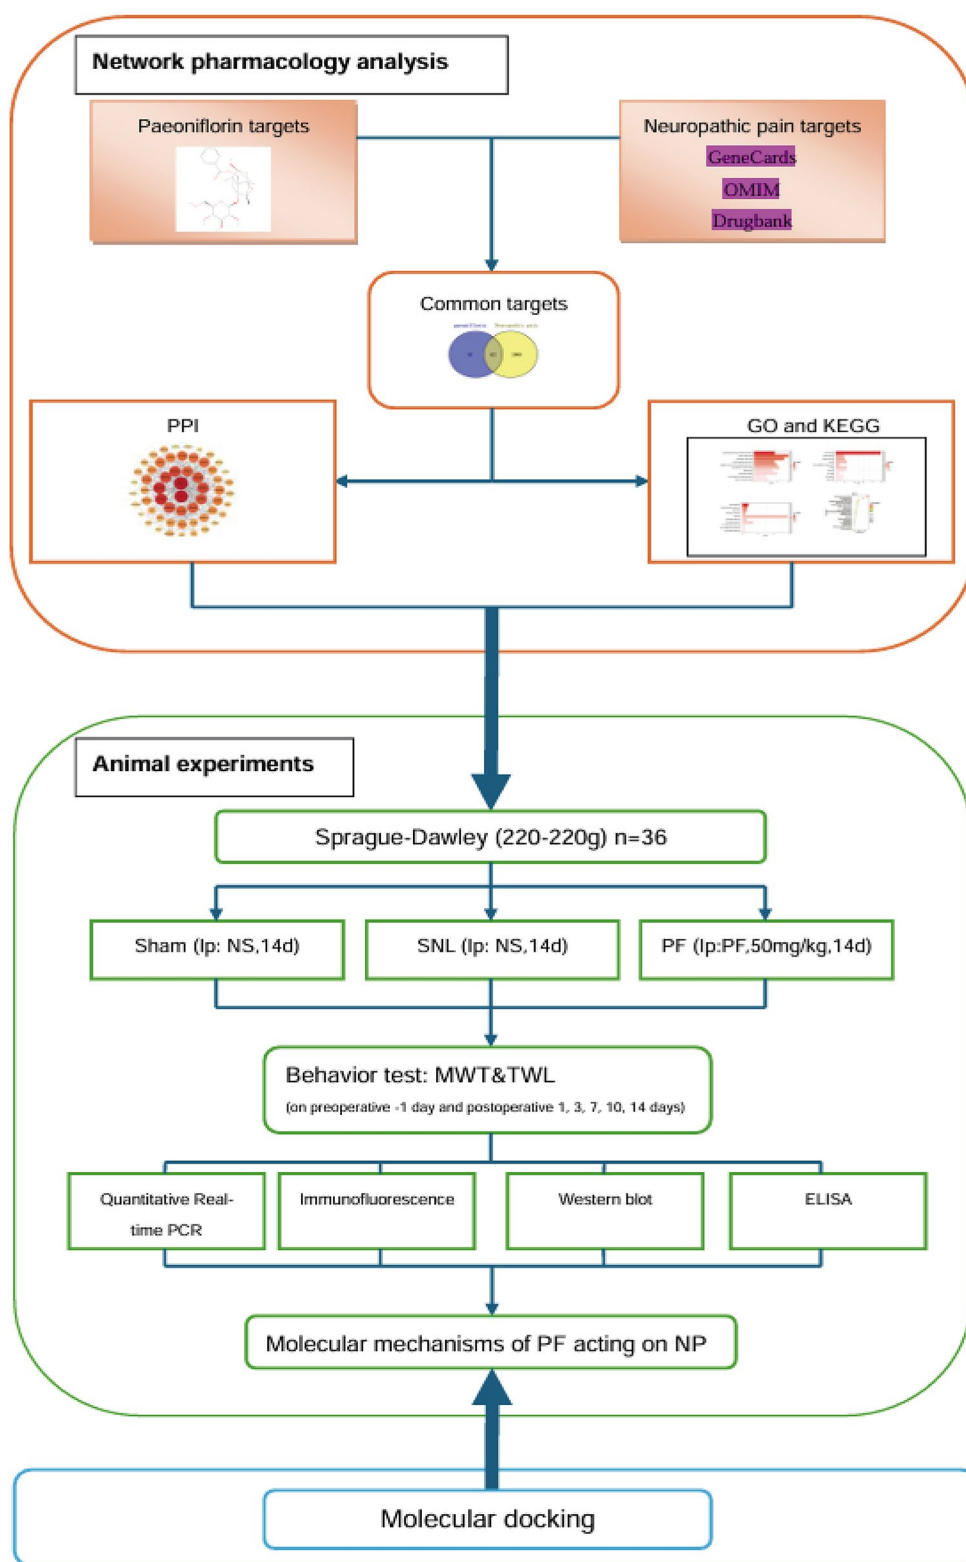 Network pharmacology analysis
Paeoniflorin targets
Neuropathic pain targets
GeneCards
OMIM
Drugbank
Common targets
Neuropathic pain
PPI
GO and KEGG
Animal experiments
Sprague-Dawley (220-220g) n=36
Sham (Ip: NS,14d)
SNL (Ip: NS,14d)
PF (Ip:PF,50mg/kg,14d)
Behavior test: MWT&TWL
(on preoperative -1 day and postoperative 1, 3, 7, 10, 14 days)
Quantitative Real-
time PCR
Immunofluorescence
Western blot
ELISA
Molecular mechanisms of PF acting on NP
Molecular docking